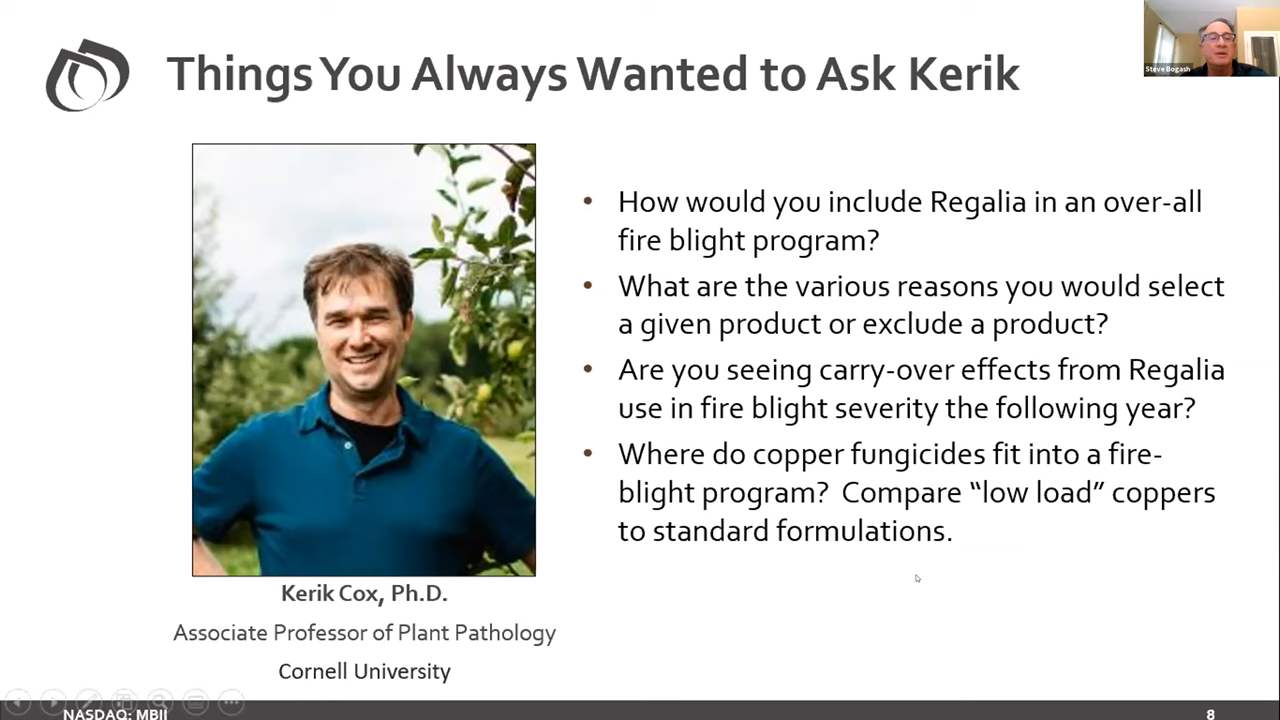 Things You Always Wanted to Ask Kerik
Steve Bogash
• How would you include Regalia in an over-all
fire blight program?
• What are the various reasons you would select
a given product or exclude a product?
• Are you seeing carry-over effects from Regalia
use in fire blight severity the following year?
• Where do copper fungicides fit into a fire-
blight program?  Compare “low load” coppers
to standard formulations.
Kerik Cox, Ph.D.
Associate Professor of Plant Pathology
Cornell University
NASDAQ: MBII
8